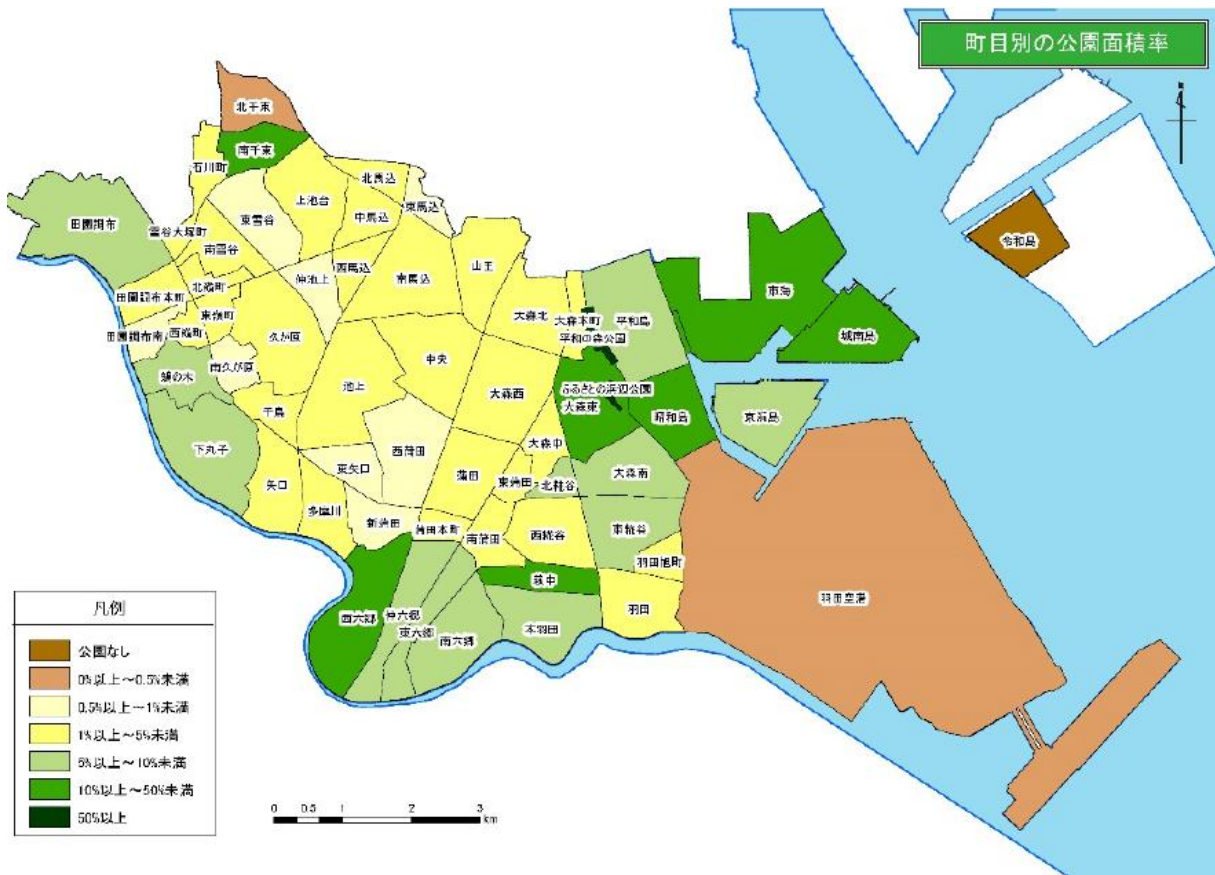 町目別の公園面積率
北千束
南千束
石川町
北馬込
東馬込
上池台
中馬込
東雪谷
田園調布
雪谷大塚町
南雪谷
山王
西馬込
南馬込
仲池上
令和島
東海
城南島
北嶺町
田園調布本町
東嶺町
大森北
大森本町
平和島
平和の森公園
田園調布南
西嶺町
久が原
中央
南久が原
鵜の木
池上
大森西
ふるさとの浜辺公園
大森東
昭和島
京浜島
千鳥
下丸子
大森中
西蒲田
東矢口
蒲田
大森南
矢口
東蒲田
北糀谷
多摩川
新蒲田
蒲田本町
南蒲田
西糀谷
東糀谷
羽田旭町
萩中
羽田空港
西六郷
仲六郷
東六郷
南六郷
本羽田
羽田
凡例
公園なし
0%以上~0.5%未満
0.5%以上~1%未満
1%以上~5%未満
5%以上~10%未満
10%以上~50%未満
50%以上
0 0.5 1 2 3
km